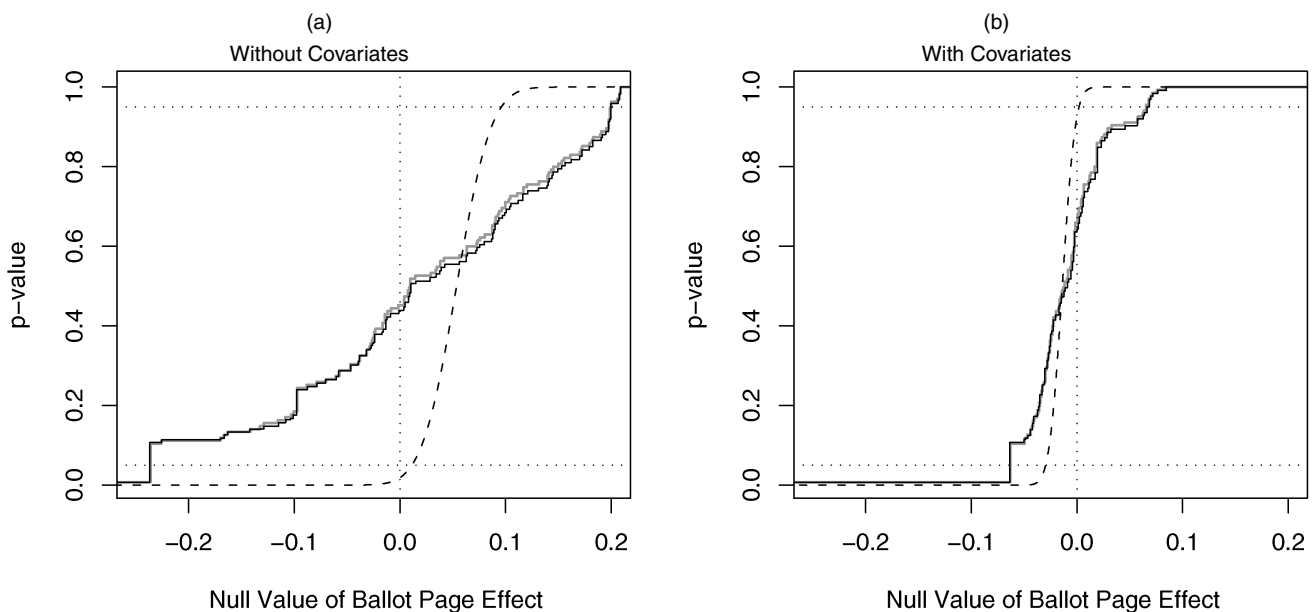 (a)
Without Covariates
p−value
0.0
0.2
0.4
0.6
0.8
1.0
−0.2
−0.1
0.0
0.1
0.2
Null Value of Ballot Page Effect
(b)
With Covariates
p−value
0.0
0.2
0.4
0.6
0.8
1.0
−0.2
−0.1
0.0
0.1
0.2
Null Value of Ballot Page Effect